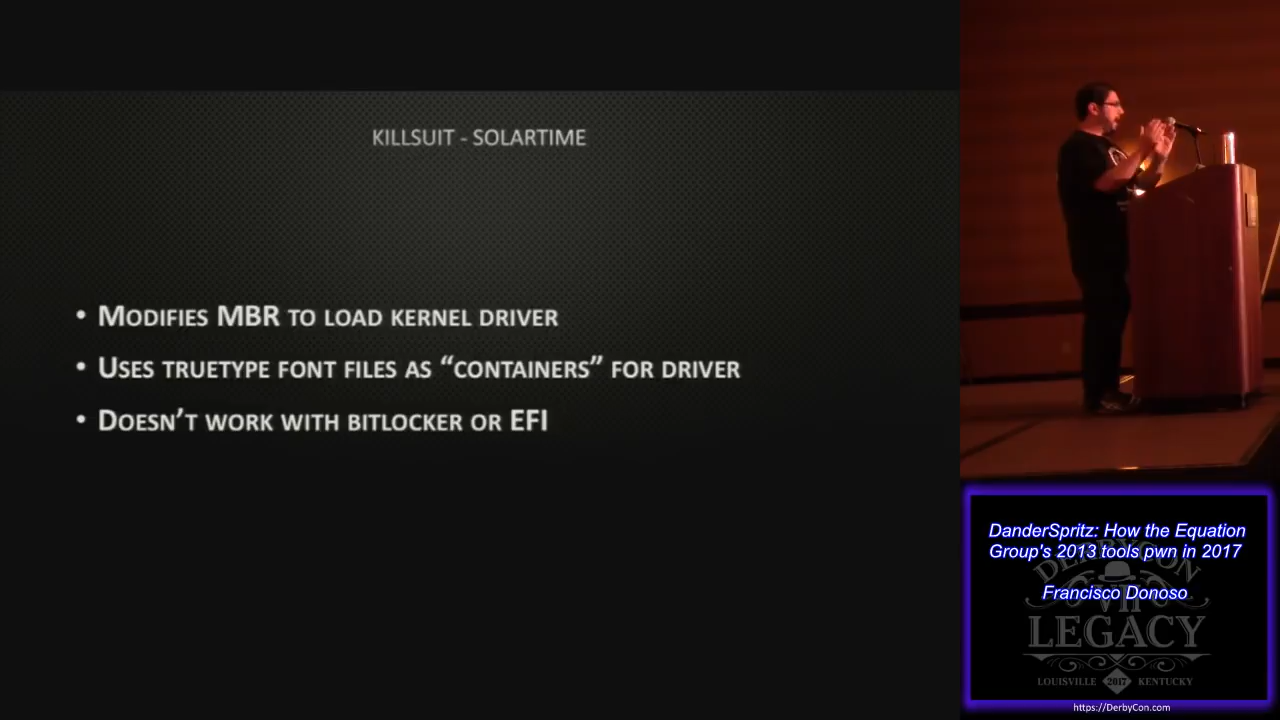 KILLSUIT - SOLARTIME
• MODIFIES MBR TO LOAD KERNEL DRIVER
• USES TRUETYPE FONT FILES AS “CONTAINERS” FOR DRIVER
• DOESN’T WORK WITH BITLOCKER OR EFI
DanderSpritz: How the Equation
Group's 2013 tools pwn in 2017
Francisco Donoso
DERBYCON
VII
LEGACY
LOUISVILLE 2017 KENTUCKY
https://DerbyCon.com